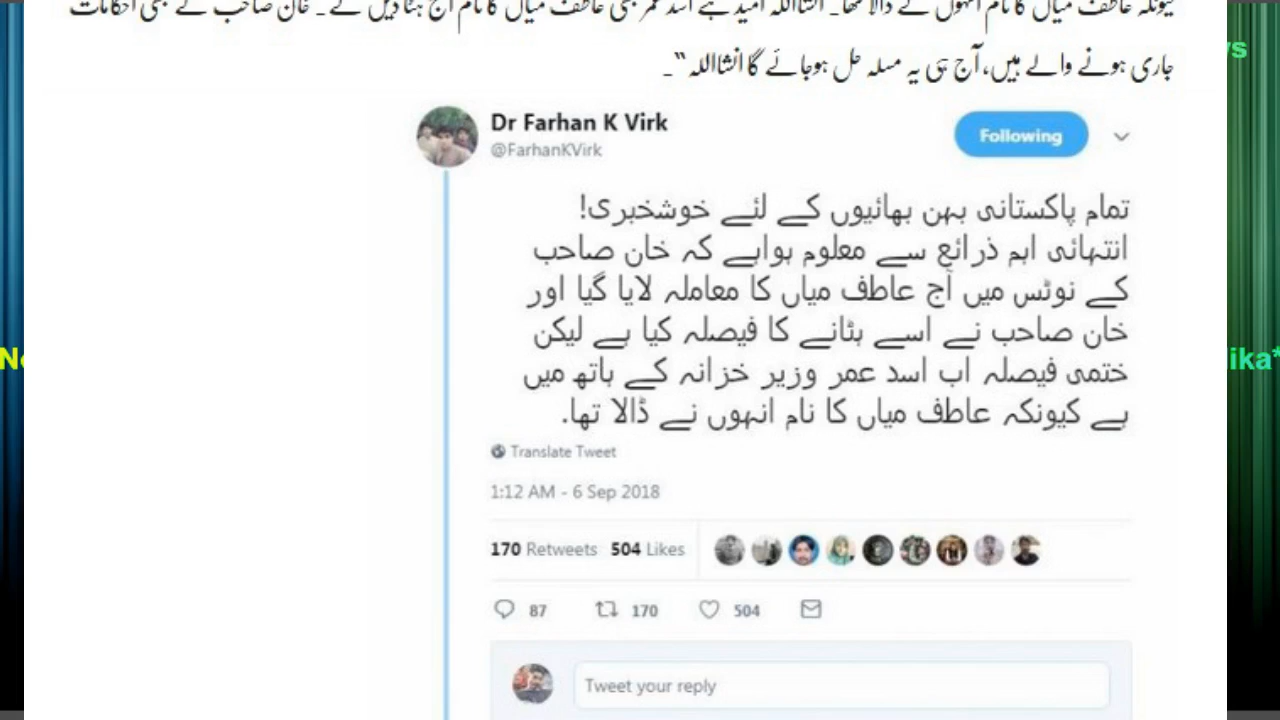 کیونکہ عاطف میاں کا نام انہوں نے ڈالا تھا۔ انشااللہ امید ہے اسد عمر بھی عاطف میاں کا نام آج ہٹا دیں گے۔ خان صاحب کے بھی احکامات
جاری ہونے والے ہیں، آج ہی یہ مسلہ حل ہوجائے گا انشااللہ“۔
Dr Farhan K Virk
Following
@FarhanKVirk
تمام پاکستانی بہن بھائیوں کے لئے خوشخبری!
انتہائی اہم ذرائع سے معلوم ہواہے کہ خان صاحب
کے نوٹس میں آج عاطف میاں کا معاملہ لایا گیا اور
خان صاحب نے اسے ہٹانے کا فیصلہ کیا ہے لیکن
ختمی فیصلہ اب اسد عمر وزیر خزانہ کے ہاتھ میں
ہے کیونکہ عاطف میاں کا نام انہوں نے ڈالا تھا.
Translate Tweet
1:12 AM - 6 Sep 2018
170 Retweets 504 Likes
87 170 504
Tweet your reply